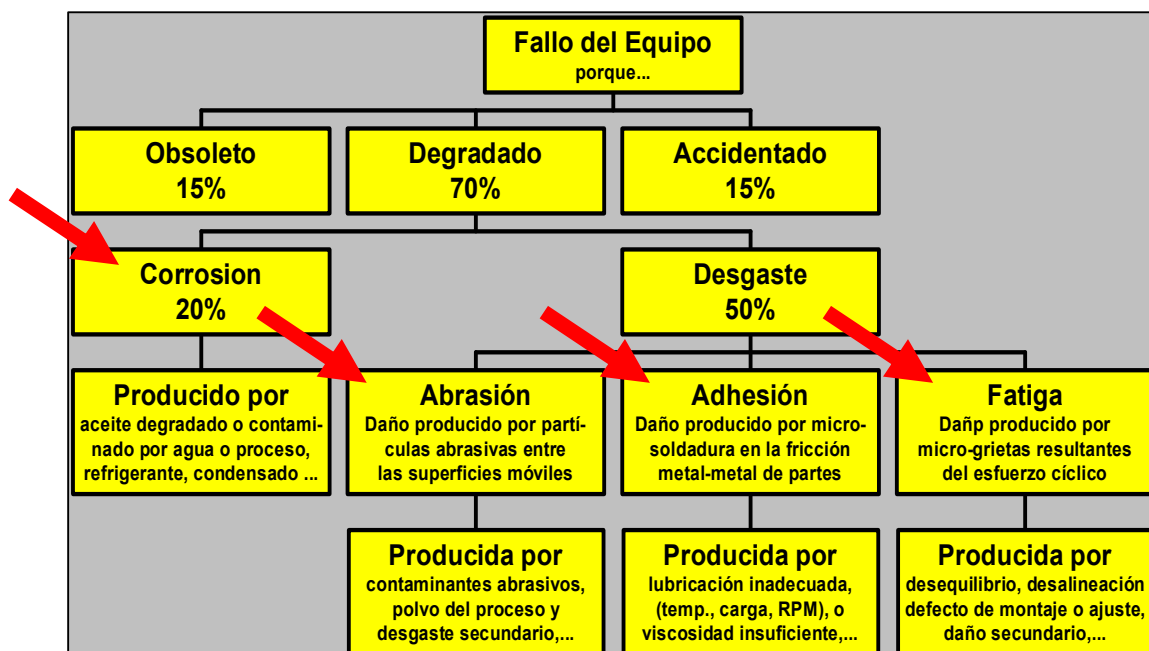 Fallo del Equipo
porque...
Obsoleto
15%
Degradado
70%
Accidentado
15%
Corrosion
20%
Desgaste
50%
Producido por
aceite degradado o contami-
nado por agua o proceso,
refrigerante, condensado ...
Abrasión
Daño producido por partí-
culas abrasivas entre
las superficies móviles
Adhesión
Daño producido por micro-
soldadura en la fricción
metal-metal de partes
Fatiga
Dañp producido por
micro-grietas resultantes
del esfuerzo cíclico
Producida por
contaminantes abrasivos,
polvo del proceso y
desgaste secundario,...
Producida por
lubricación inadecuada,
(temp., carga, RPM), o
viscosidad insuficiente,...
Producida por
desequilibrio, desalineación
defecto de montaje o ajuste,
daño secundario,...